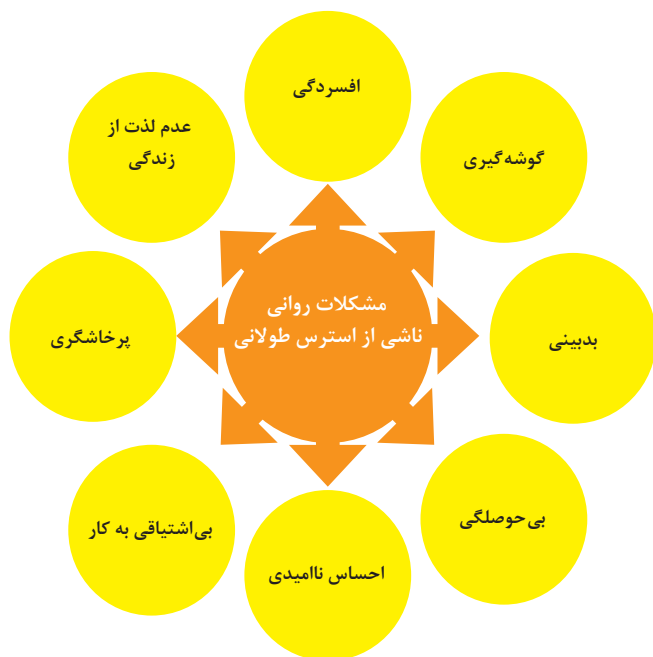 افسردگی
گوشه‌گیری
بدبینی
بی‌حوصلگی
احساس ناامیدی
بی‌اشتیاقی به کار
پرخاشگری
عدم لذت از
زندگی
مشکلات روانی
ناشی از استرس طولانی